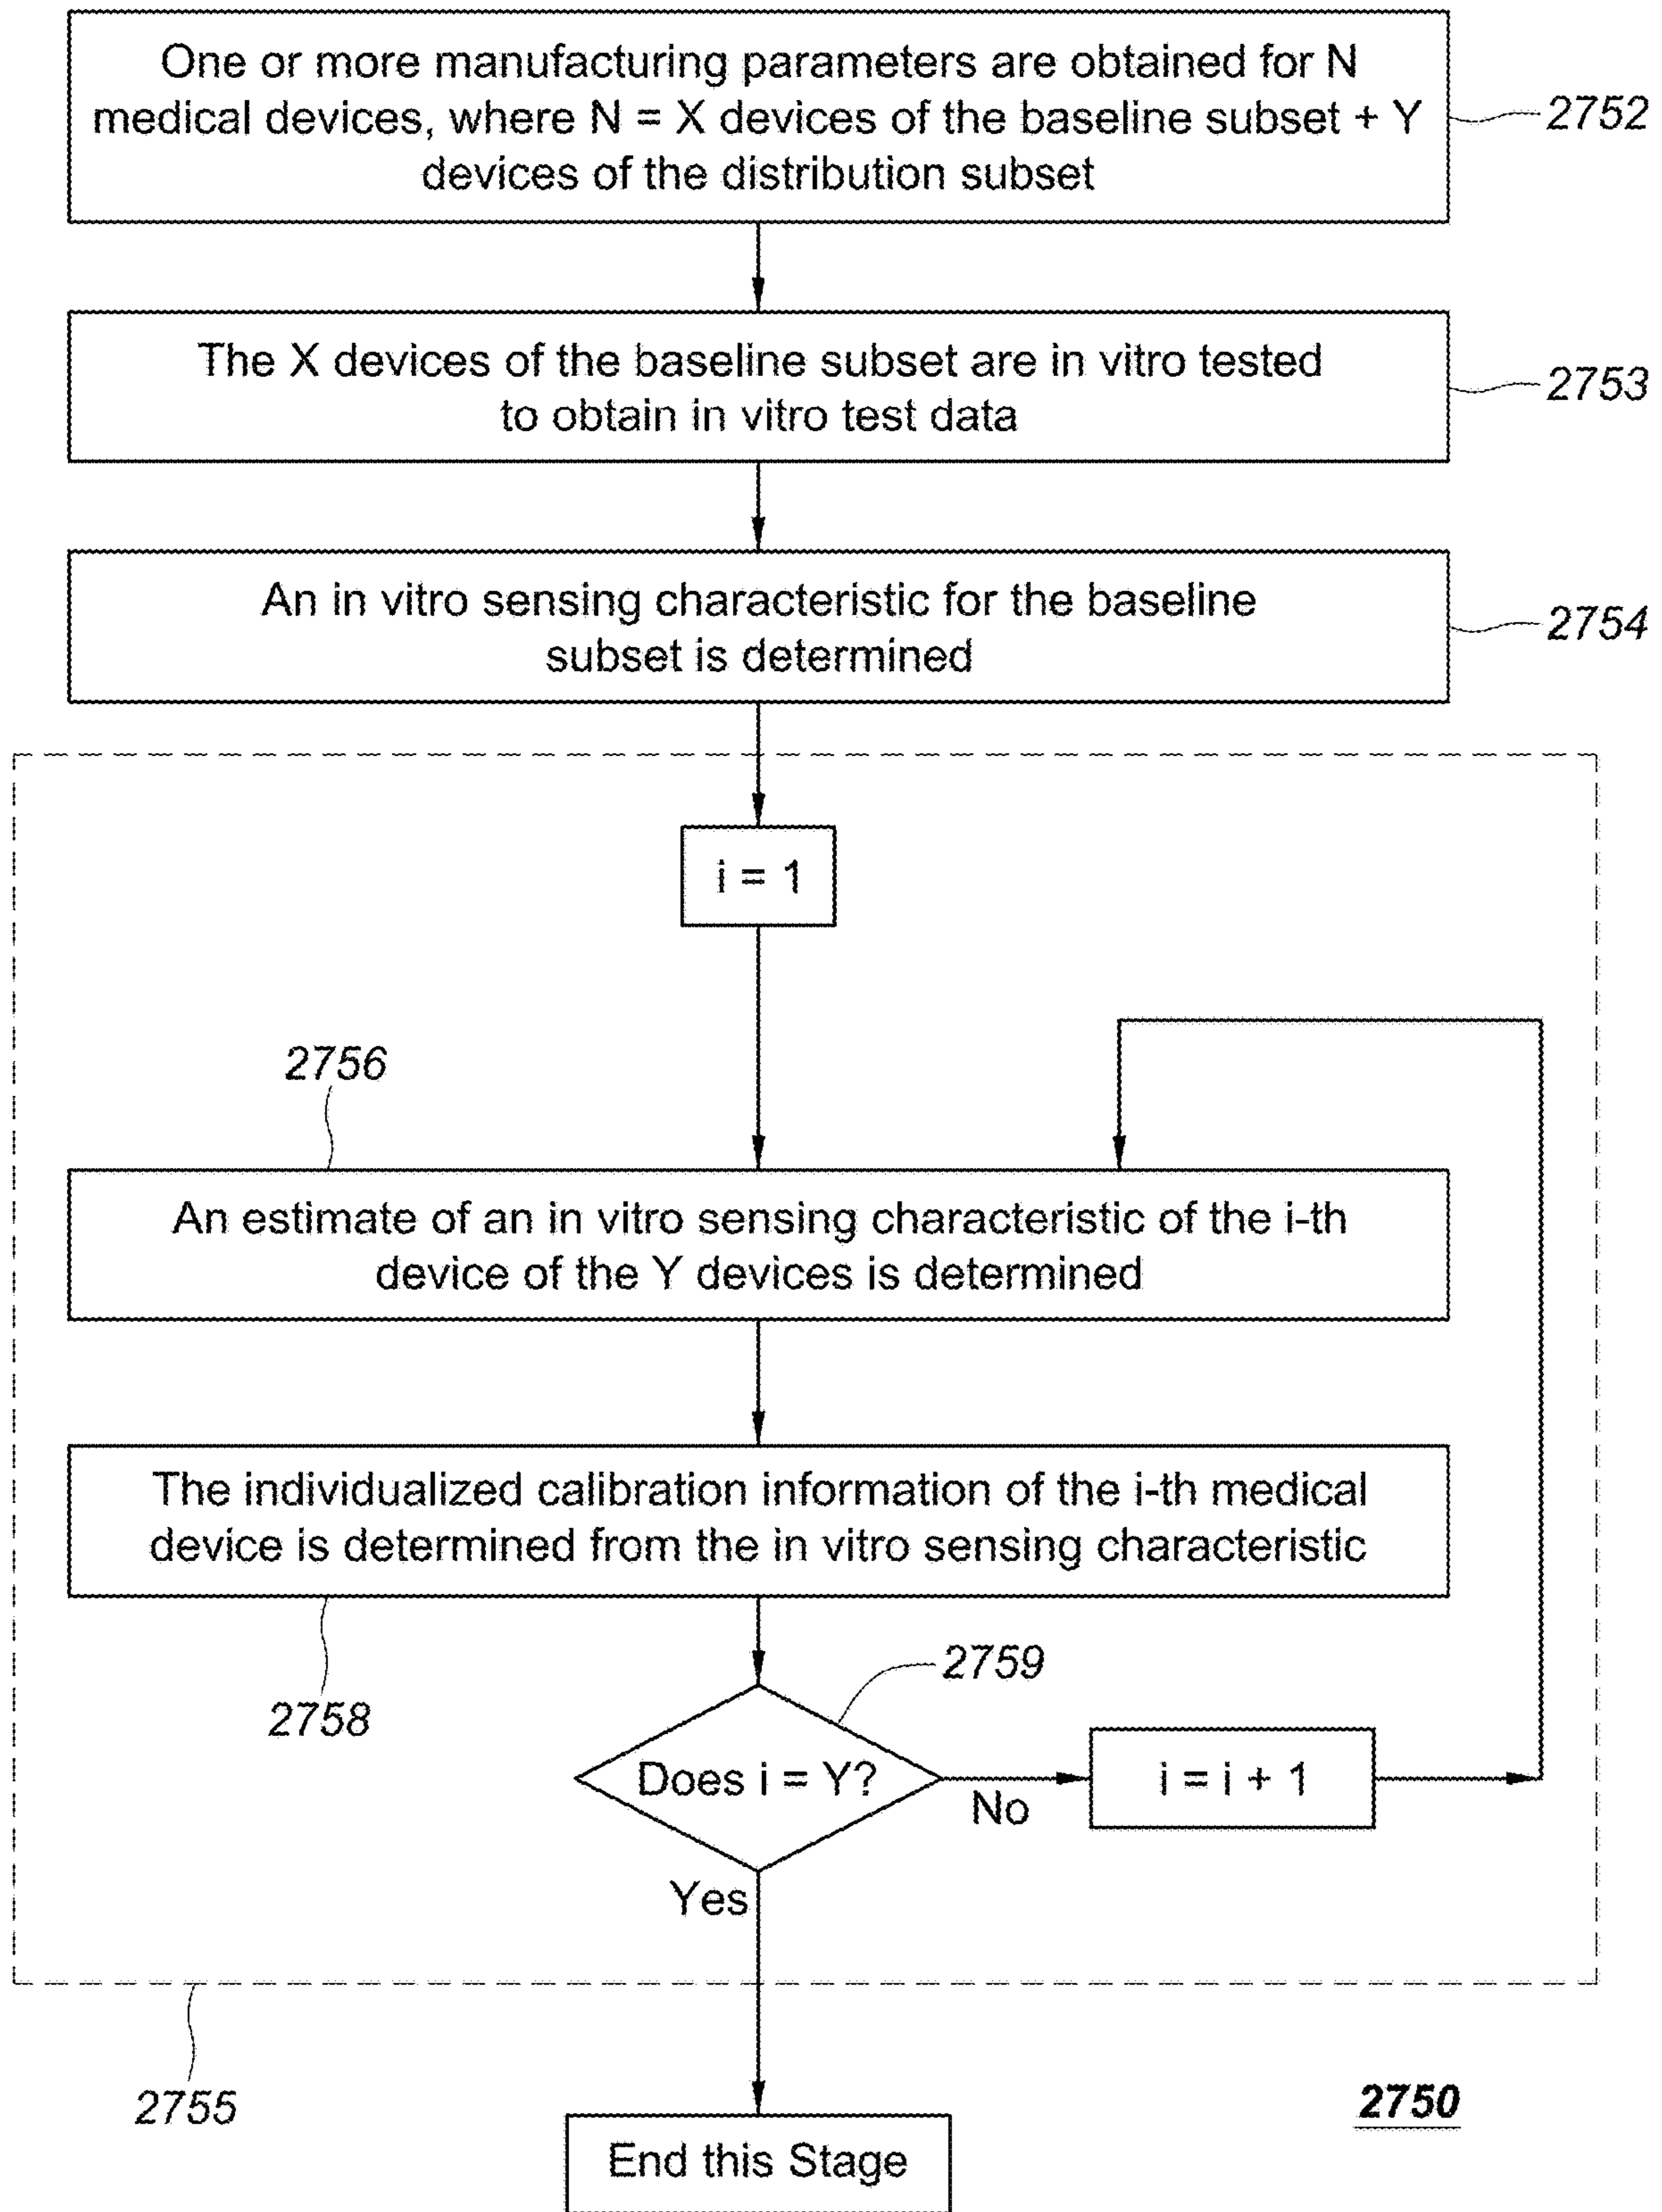 One or more manufacturing parameters are obtained for N
medical devices, where N = X devices of the baseline subset + Y
devices of the distribution subset
2752
The X devices of the baseline subset are in vitro tested
to obtain in vitro test data
2753
An in vitro sensing characteristic for the baseline
subset is determined
2754
i = 1
2756
An estimate of an in vitro sensing characteristic of the i-th
device of the Y devices is determined
The individualized calibration information of the i-th medical
device is determined from the in vitro sensing characteristic
2758
2759
Does i = Y?
No
i = i + 1
Yes
2755
2750
End this Stage